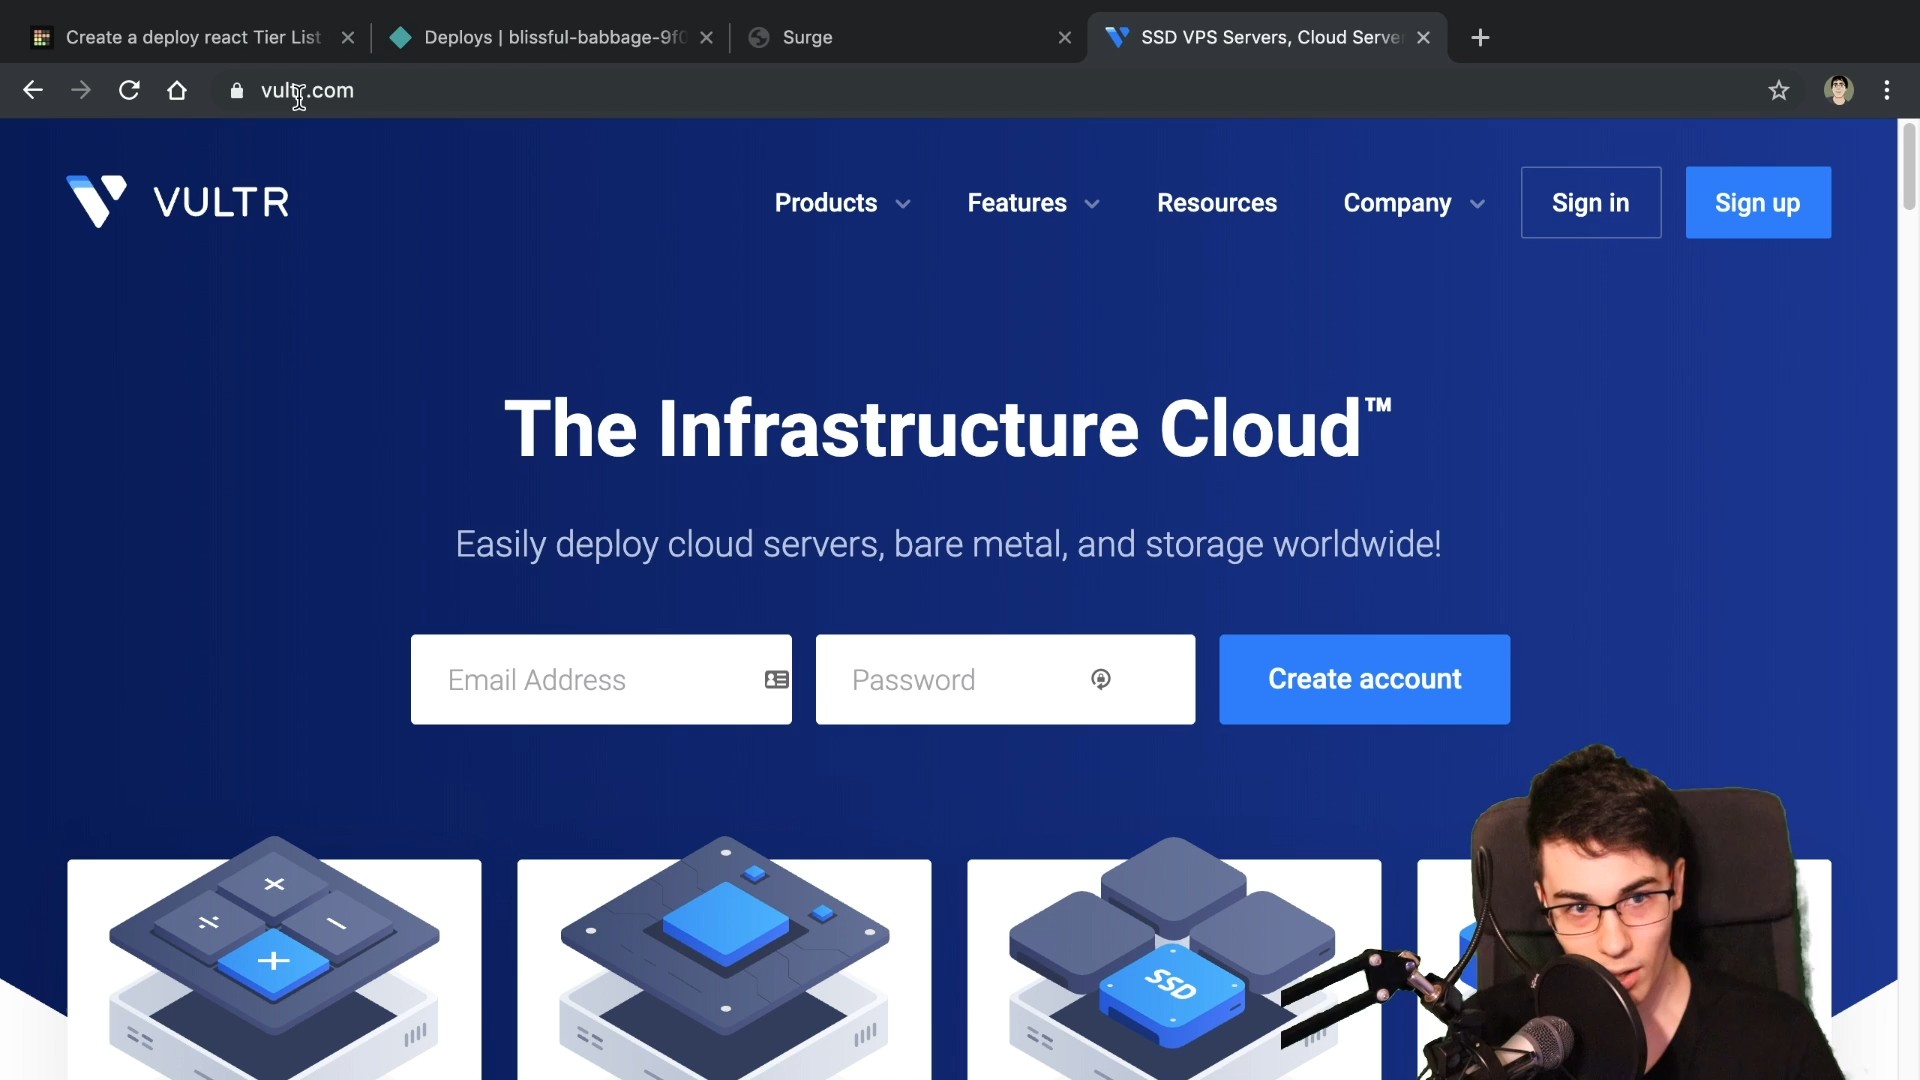 Create a deploy react Tier List
Deploys | blissful-babbage-9f0
Surge
SSD VPS Servers, Cloud Server
vultr.com
VULTR
Products
Features
Resources
Company
Sign in
Sign up
The Infrastructure Cloud™
Easily deploy cloud servers, bare metal, and storage worldwide!
Email Address
Password
Create account
SSD